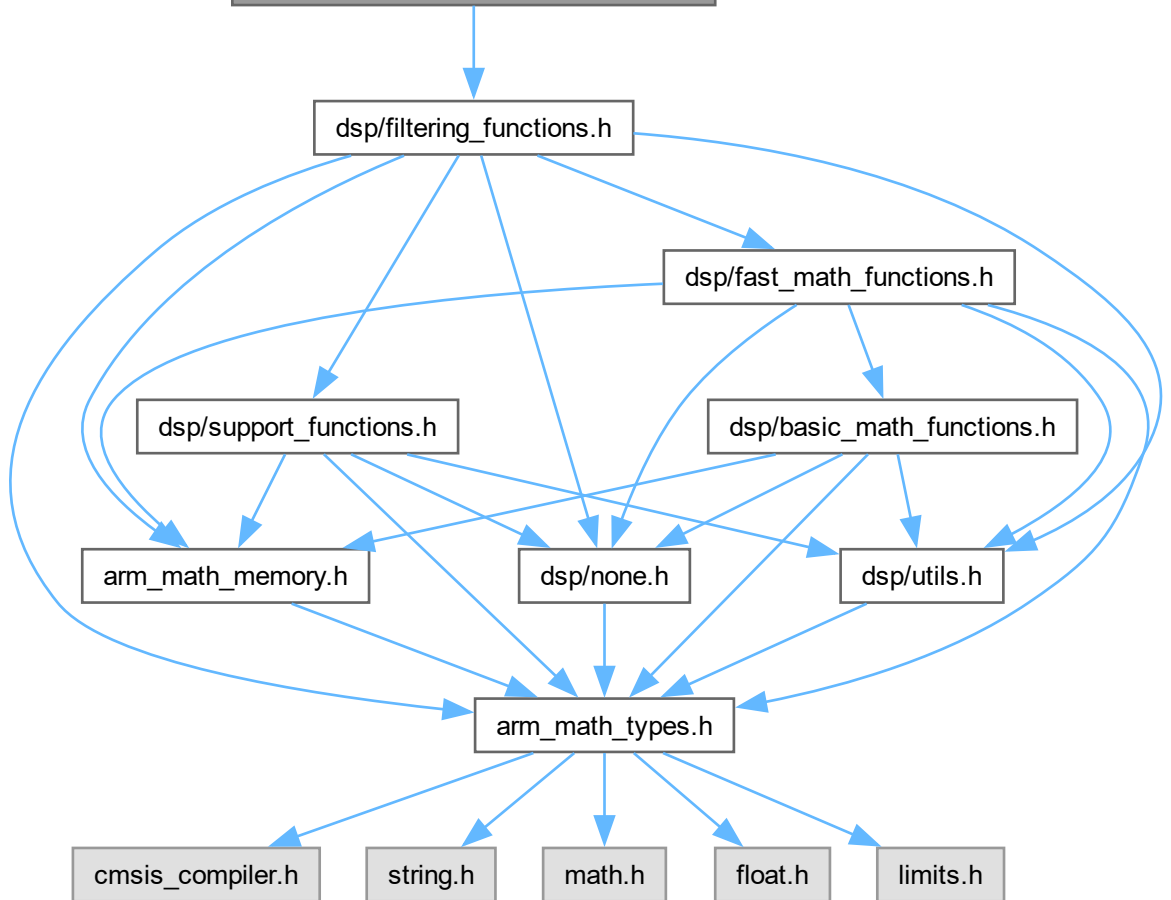 dsp/filtering_functions.h
dsp/fast_math_functions.h
dsp/support_functions.h
dsp/basic_math_functions.h
arm_math_memory.h
dsp/none.h
dsp/utils.h
arm_math_types.h
cmsis_compiler.h
string.h
math.h
float.h
limits.h